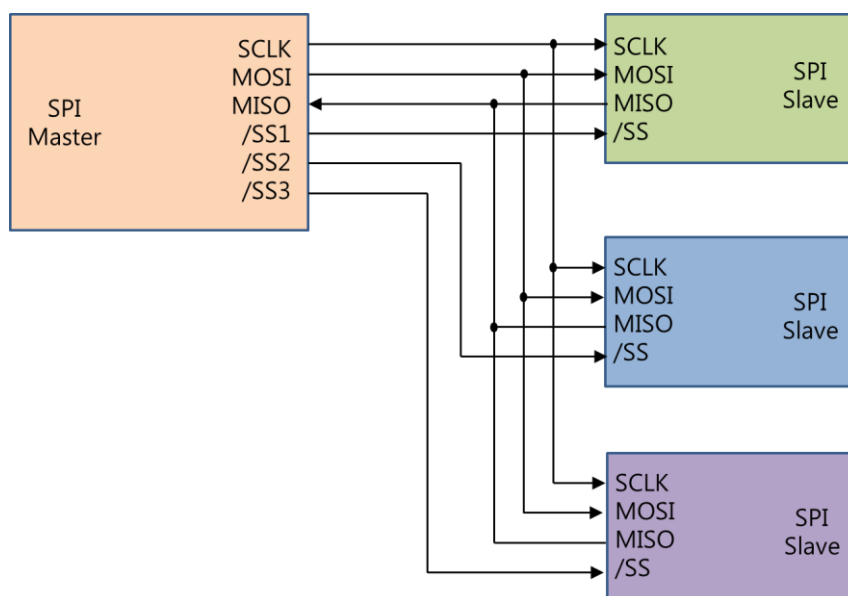 SPI
Master
SCLK
MOSI
MISO
/SS1
/SS2
/SS3
SCLK
MOSI
MISO
/SS
SPI
Slave
SCLK
MOSI
MISO
/SS
SPI
Slave
SCLK
MOSI
MISO
/SS
SPI
Slave